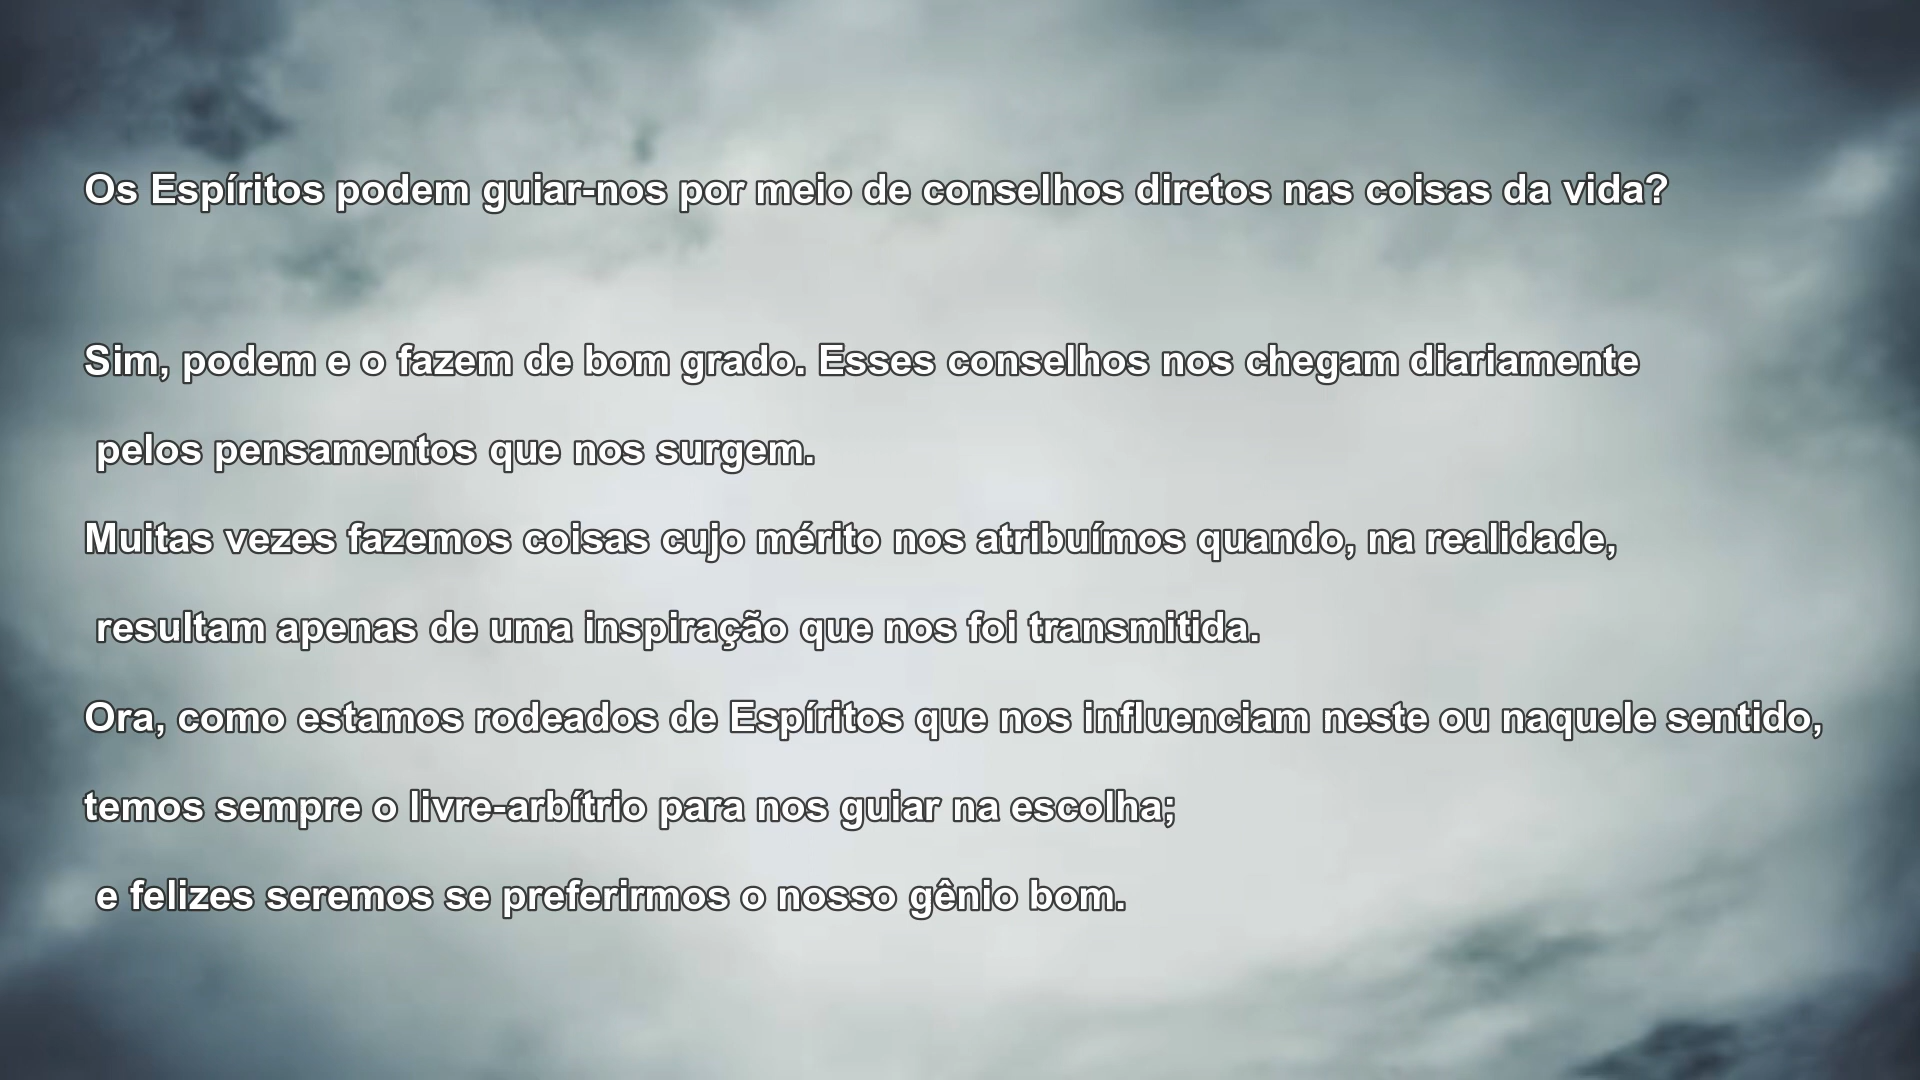 Os Espíritos podem guiar-nos por meio de conselhos diretos nas coisas da vida?
Sim, podem e o fazem de bom grado. Esses conselhos nos chegam diariamente
pelos pensamentos que nos surgem.
Muitas vezes fazemos coisas cujo mérito nos atribuímos quando, na realidade,
resultam apenas de uma inspiração que nos foi transmitida.
Ora, como estamos rodeados de Espíritos que nos influenciam neste ou naquele sentido,
temos sempre o livre-arbítrio para nos guiar na escolha;
e felizes seremos se preferirmos o nosso gênio bom.